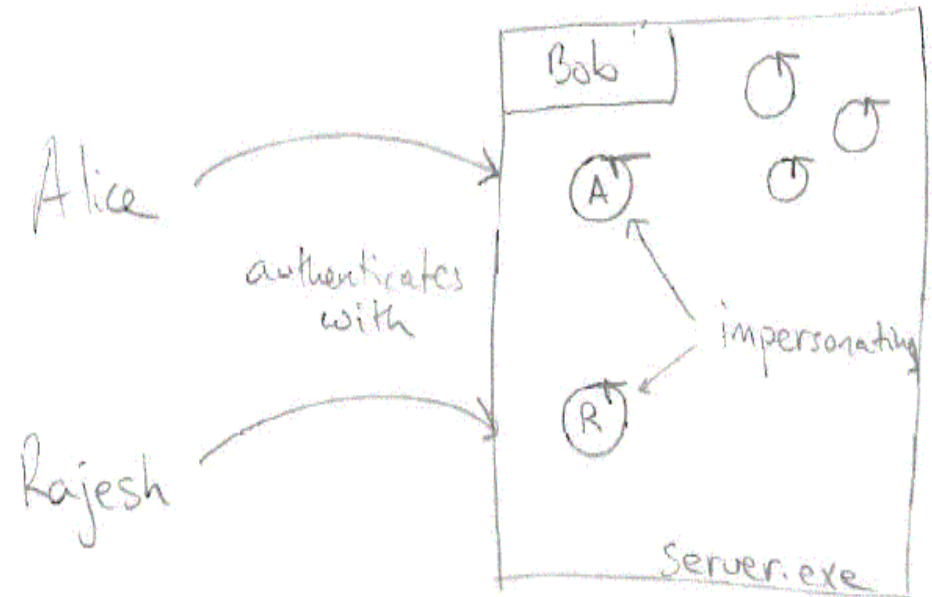 Bob
Alice
A
authenticates
with
impersonating
R
Rajesh
Server.exe